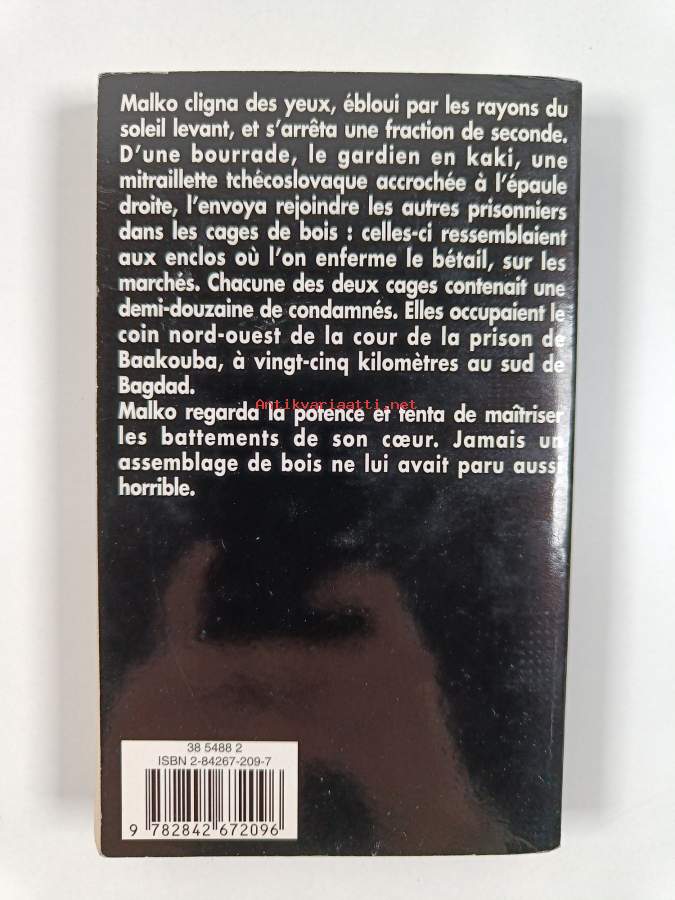 Malko cligna des yeux, ébloui par les rayons du
soleil levant, et s'arrêta une fraction de seconde.
D'une bourrade, le gardien en kaki, une
mitraillette tchécoslovaque accrochée à l'épaule
droite, l'envoya rejoindre les autres prisonniers
dans les cages de bois : celles-ci ressemblaient
aux enclos où l'on enferme le bétail, sur les
marchés. Chacune des deux cages contenait une
demi-douzaine de condamnés. Elles occupaient le
coin nord-ouest de la cour de la prison de
Baakouba, à vingt-cinq kilomètres au sud de
Bagdad.
Antikvariaatti.net
Malko regarda la potence et tenta de maîtriser
les battements de son cœur. Jamais un
assemblage de bois ne lui avait paru aussi
horrible.
38 5488 2
ISBN 2-84267-209-7
9 782842 672096